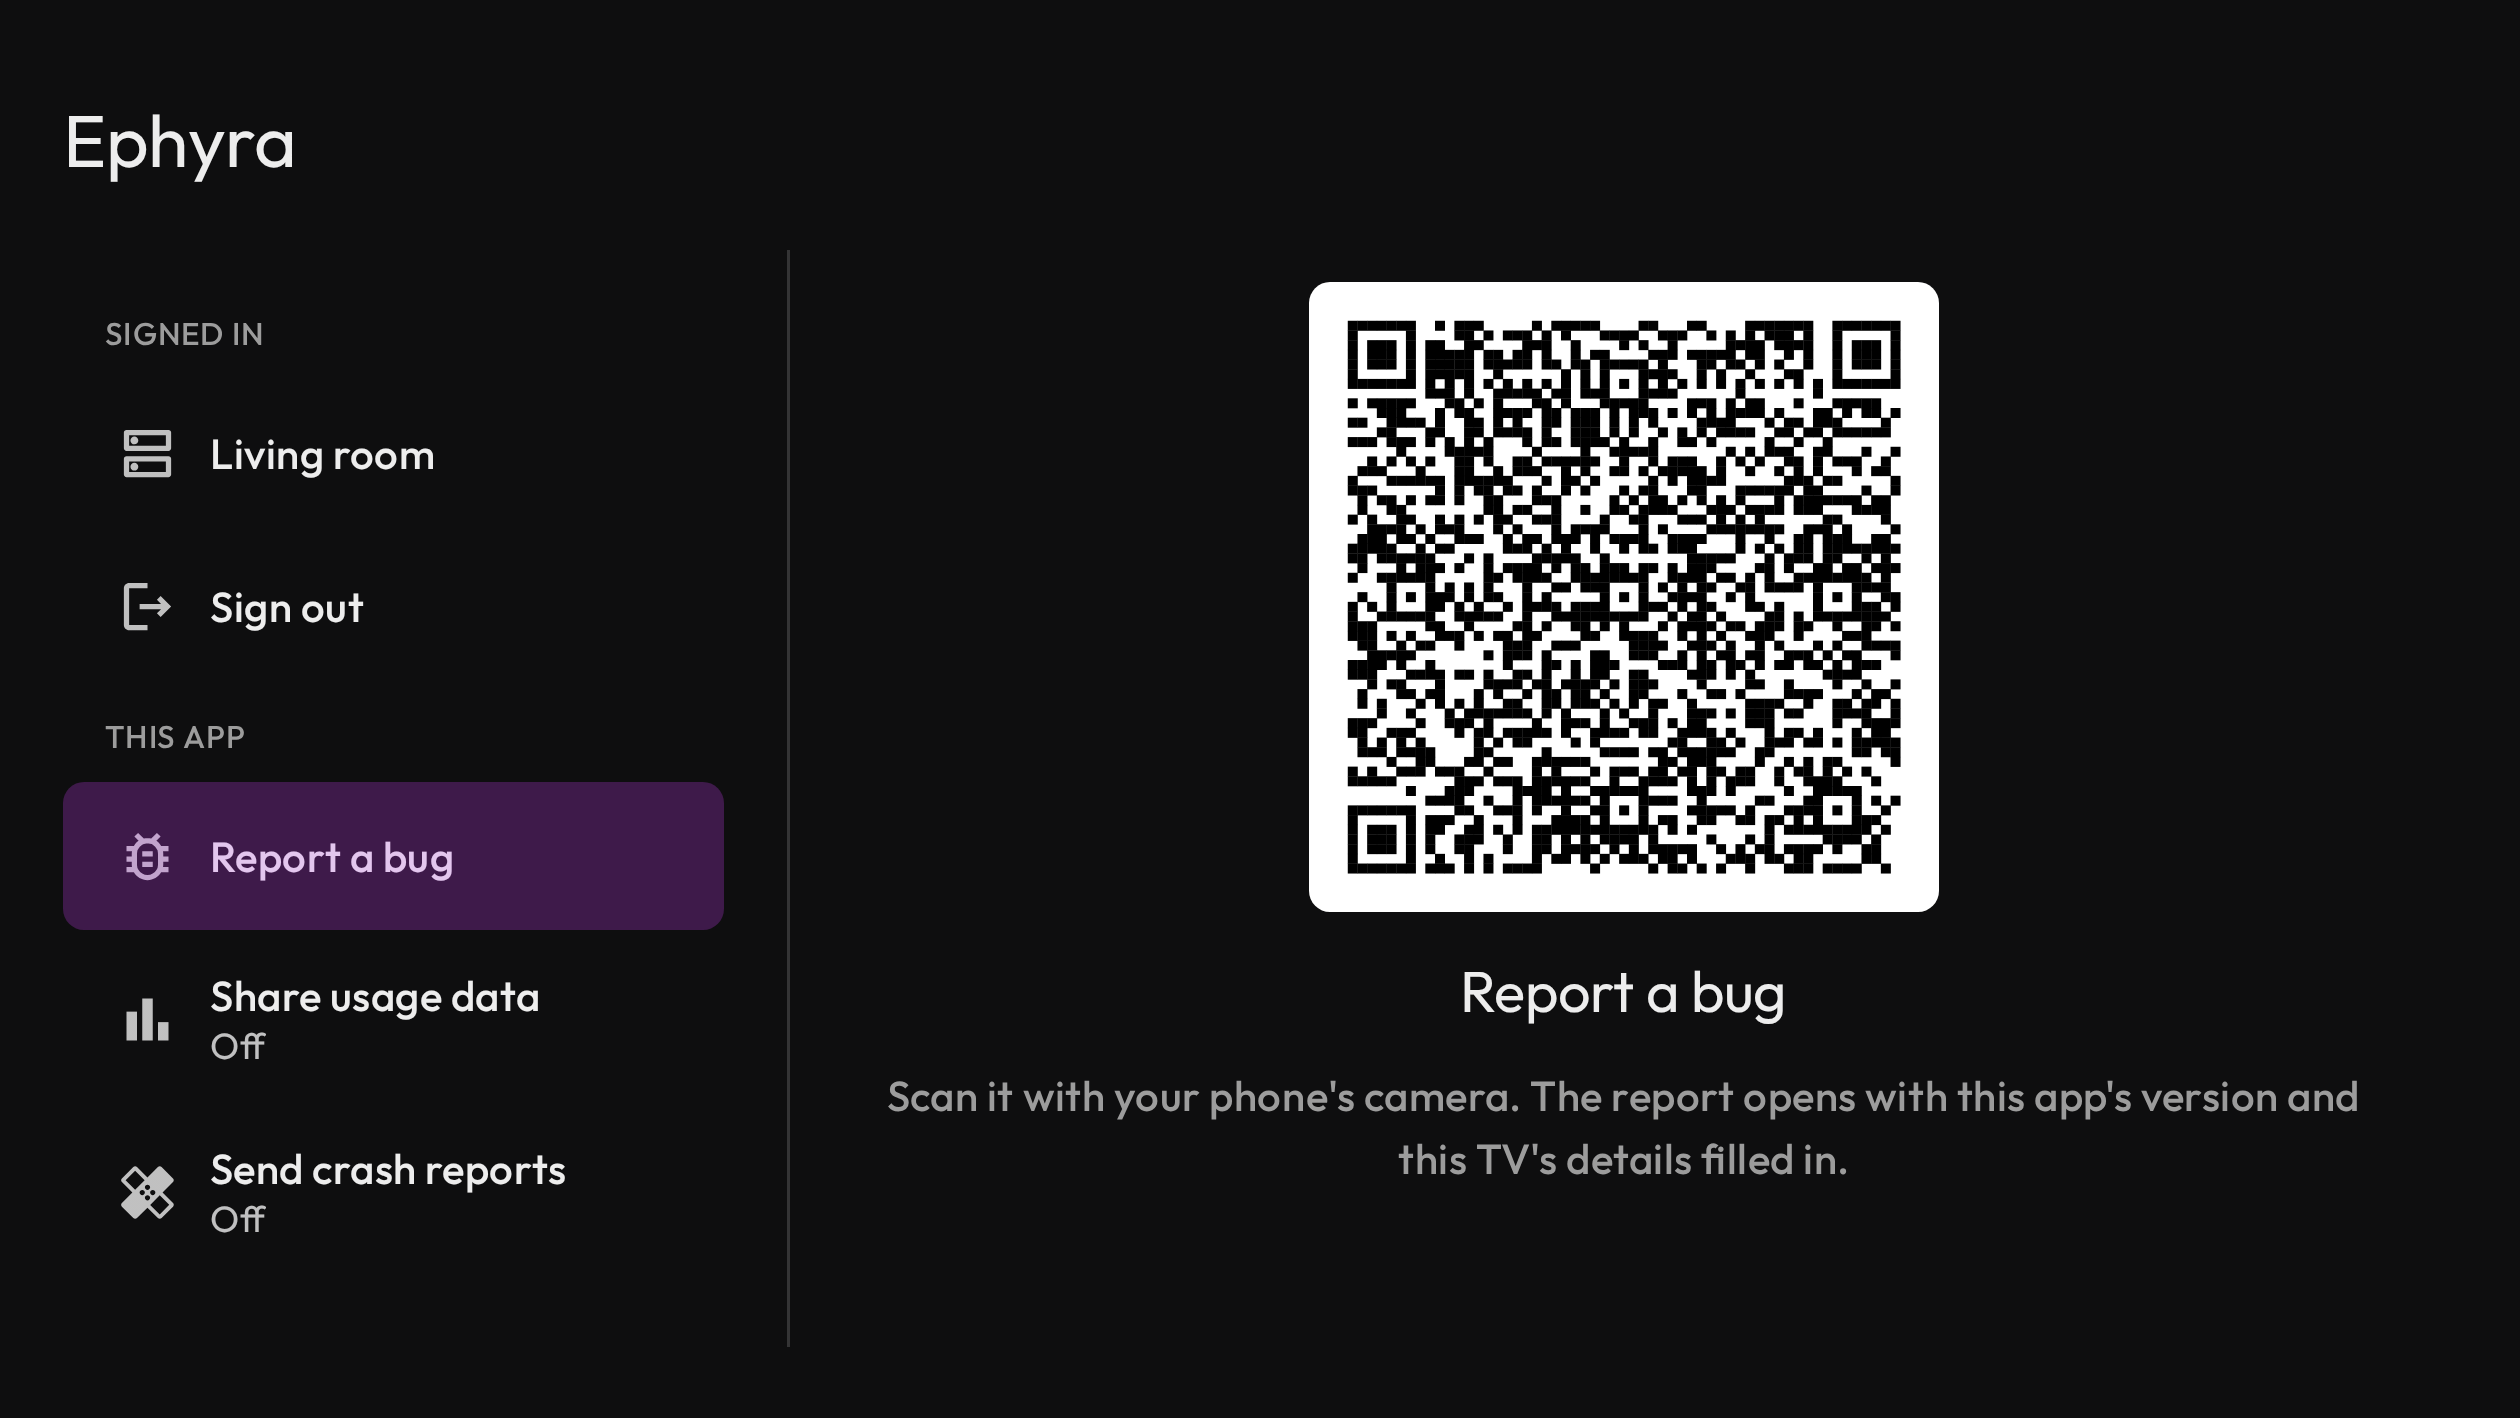 Ephyra
SIGNED IN
Living room
Sign out
THIS APP
Report a bug
Share usage data
Off
Send crash reports
Off
Report a bug
Scan it with your phone's camera. The report opens with this app's version and
this TV's details filled in.